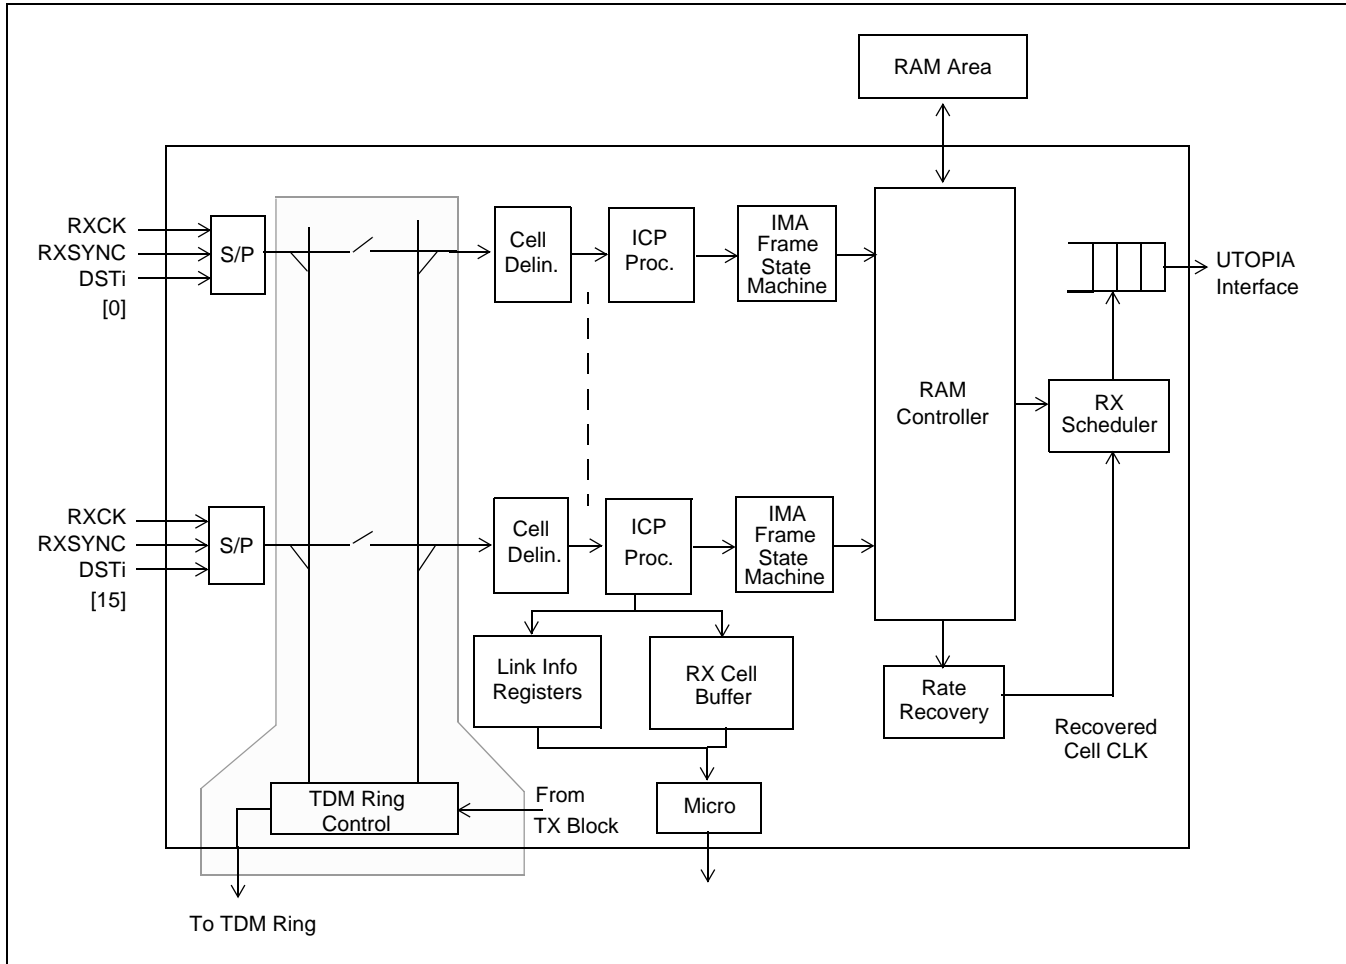 RAM Area
RXCK
RXSYNC
DSTi
[0]
S/P
Cell
Delin.
ICP
Proc.
IMA
Frame
State
Machine
UTOPIA
Interface
RAM
Controller
RX
Scheduler
RXCK
RXSYNC
DSTi
[15]
S/P
Cell
Delin.
ICP
Proc.
IMA
Frame
State
Machine
Link Info
Registers
RX Cell
Buffer
Rate
Recovery
Recovered
Cell CLK
TDM Ring
Control
From
TX Block
Micro
To TDM Ring